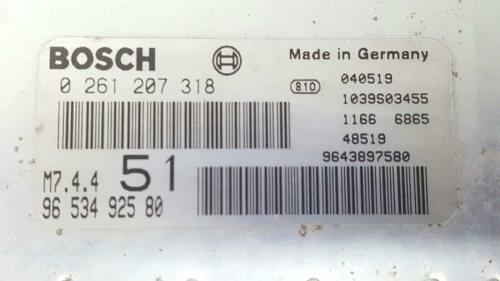 BOSCH
Made in Germany
0 261 207 318
810
040519
1039S03455
1166 6865
48519
9643897580
M7.4.4 51
96 534 925 80